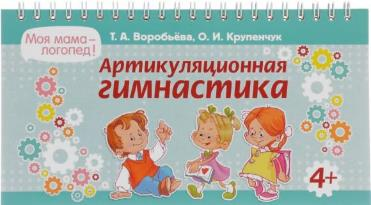 Моя мама–
логопед!
Т. А. Воробьёва, О. И. Крупенчук
Артикуляционная
гимнастика
4+